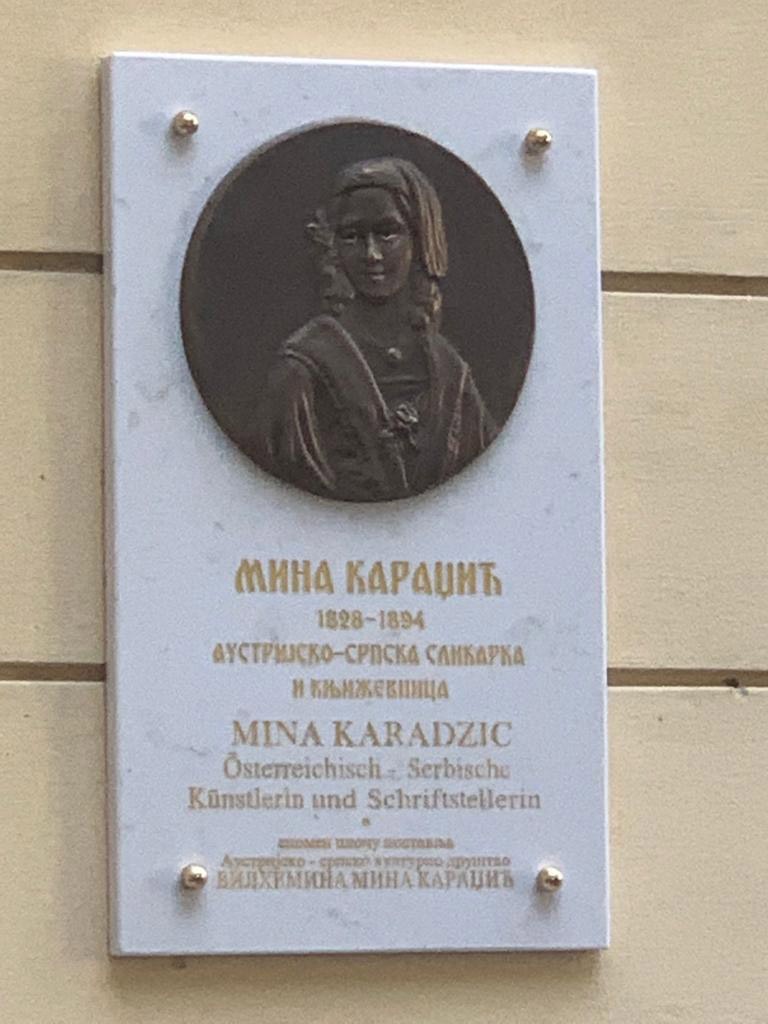 МИНА КАРАЏИЋ
1828-1894
АУСТРИЈСКО-СРПСКА СЛИКАРКА
И КЊИЖЕВНИЦА
MINA KARADZIC
Österreichisch - Serbische
Künstlerin und Schriftstellerin
спомен плочу поставља
Аустријско - српско културно друштво
ВИЛХЕМИНА МИНА КАРАЏИЋ